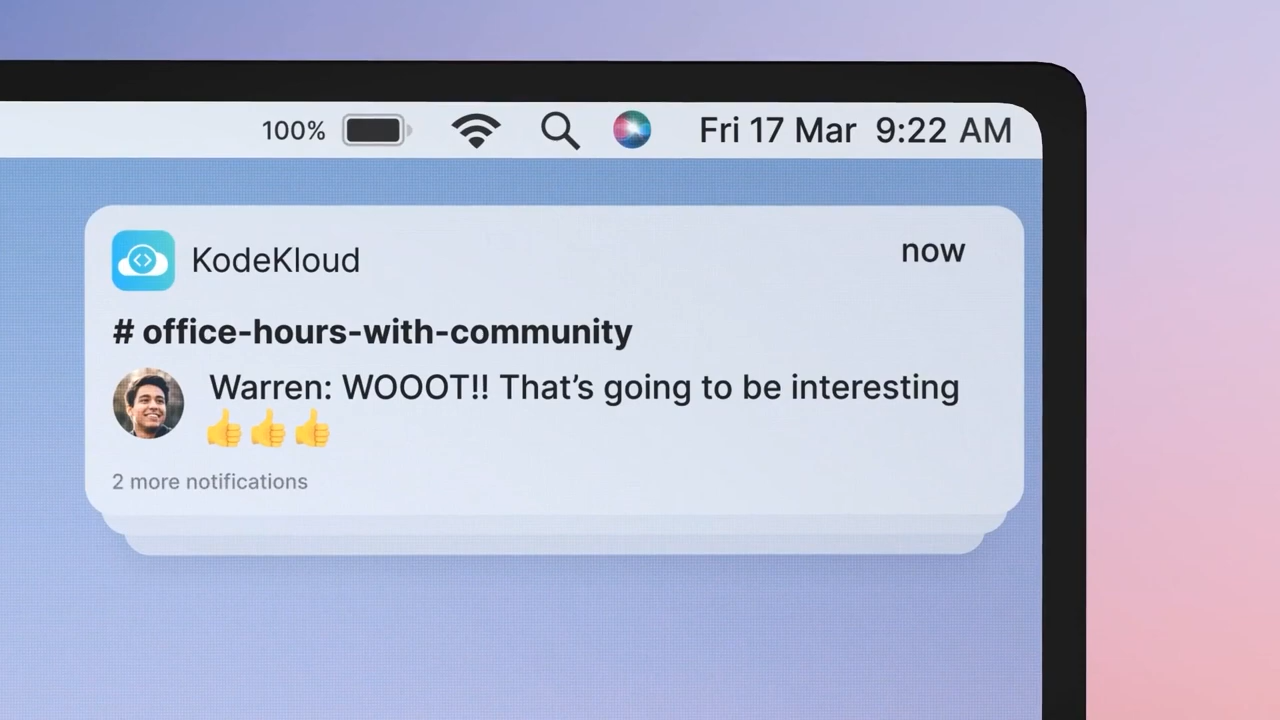 100% Fri 17 Mar 9:22 AM
KodeKloud now
# office-hours-with-community
Warren: WOOOT!! That’s going to be interesting
👍👍👍
2 more notifications